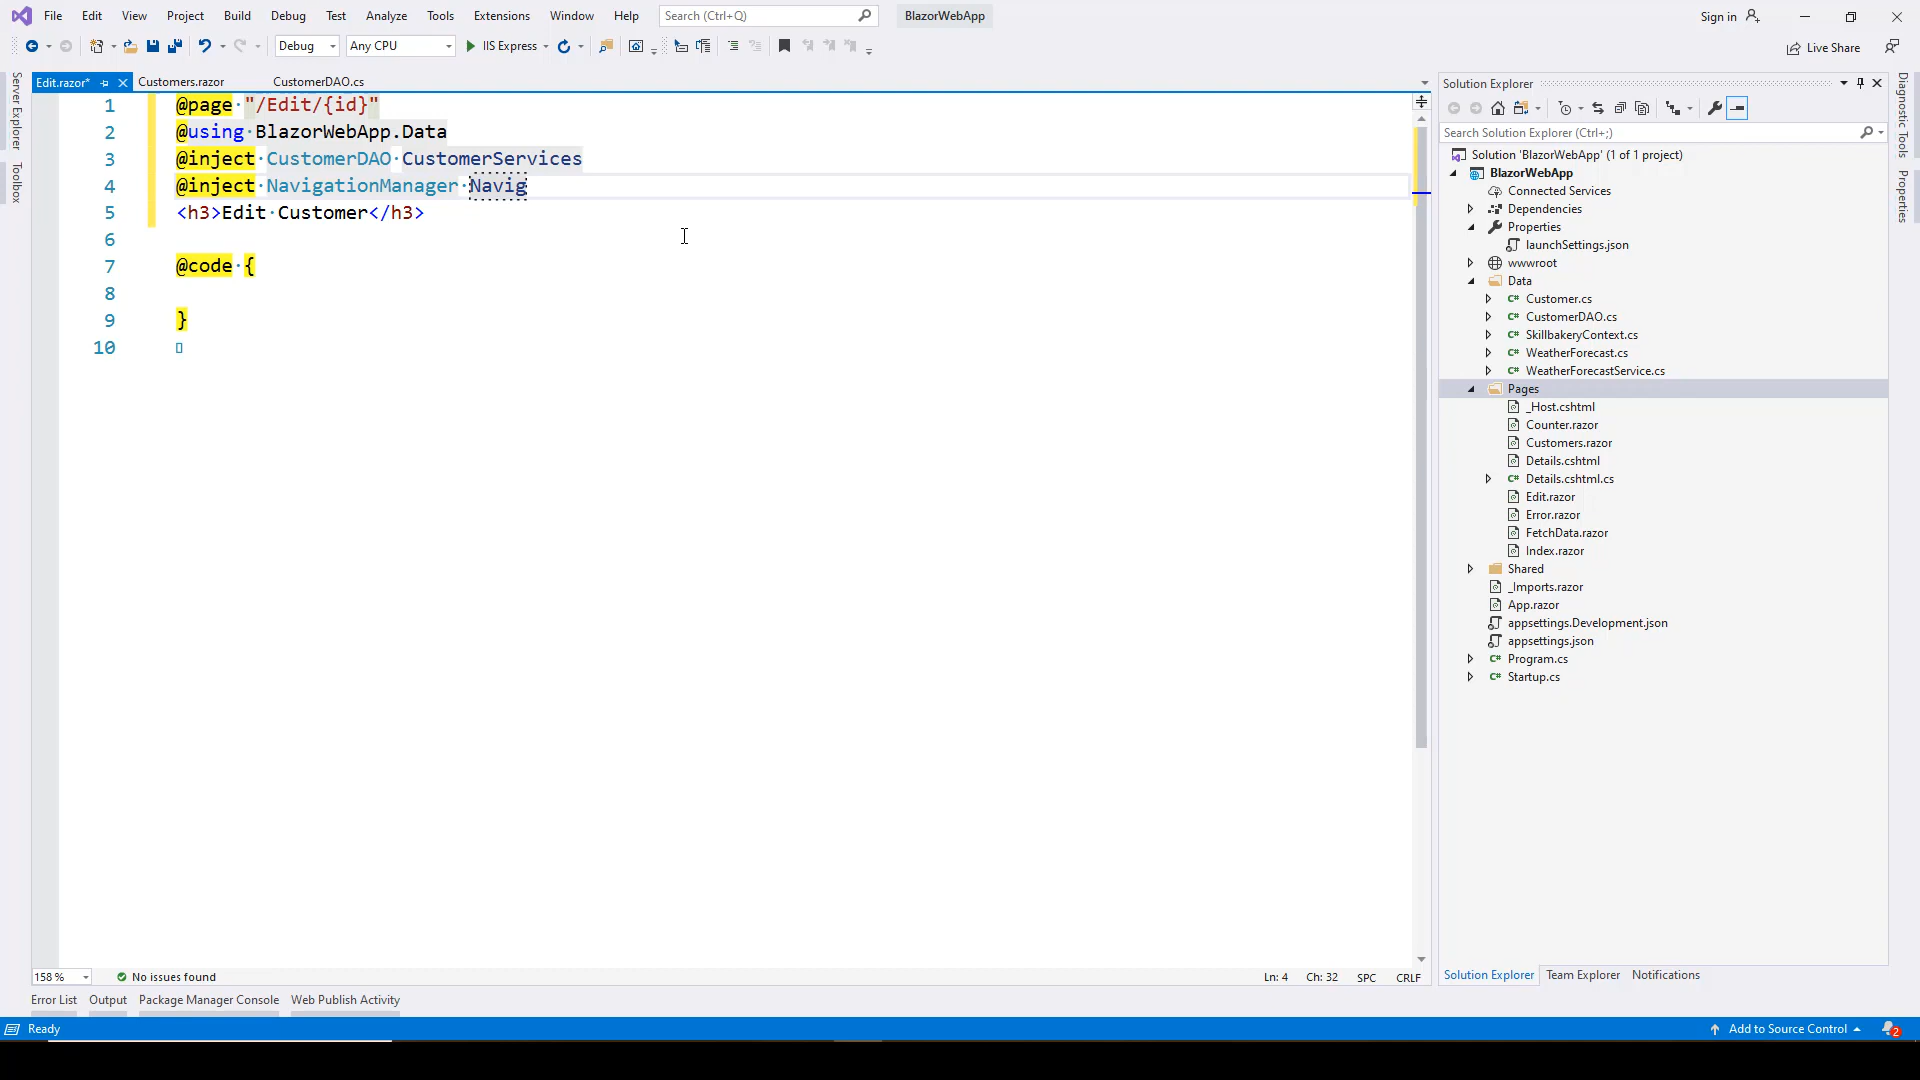 File Edit View Project Build Debug Test Analyze Tools Extensions Window Help Search (Ctrl+Q) BlazorWebApp Sign in
Debug Any CPU IIS Express Live Share
Server Explorer
Toolbox
Edit.razor* Customers.razor CustomerDAO.cs
1 @page "/Edit/{id}"
2 @using BlazorWebApp.Data
3 @inject CustomerDAO CustomerServices
4 @inject NavigationManager Navig
5 <h3>Edit Customer</h3>
6
7 @code {
8
9 }
10
158 % No issues found Ln: 4 Ch: 32 SPC CRLF
Solution Explorer
Search Solution Explorer (Ctrl+;)
Solution 'BlazorWebApp' (1 of 1 project)
BlazorWebApp
Connected Services
Dependencies
Properties
launchSettings.json
wwwroot
Data
Customer.cs
CustomerDAO.cs
SkillbakeryContext.cs
WeatherForecast.cs
WeatherForecastService.cs
Pages
_Host.cshtml
Counter.razor
Customers.razor
Details.cshtml
Details.cshtml.cs
Edit.razor
Error.razor
FetchData.razor
Index.razor
Shared
_Imports.razor
App.razor
appsettings.Development.json
appsettings.json
Program.cs
Startup.cs
Solution Explorer Team Explorer Notifications
Diagnostic Tools
Properties
Error List Output Package Manager Console Web Publish Activity
Ready Add to Source Control 2